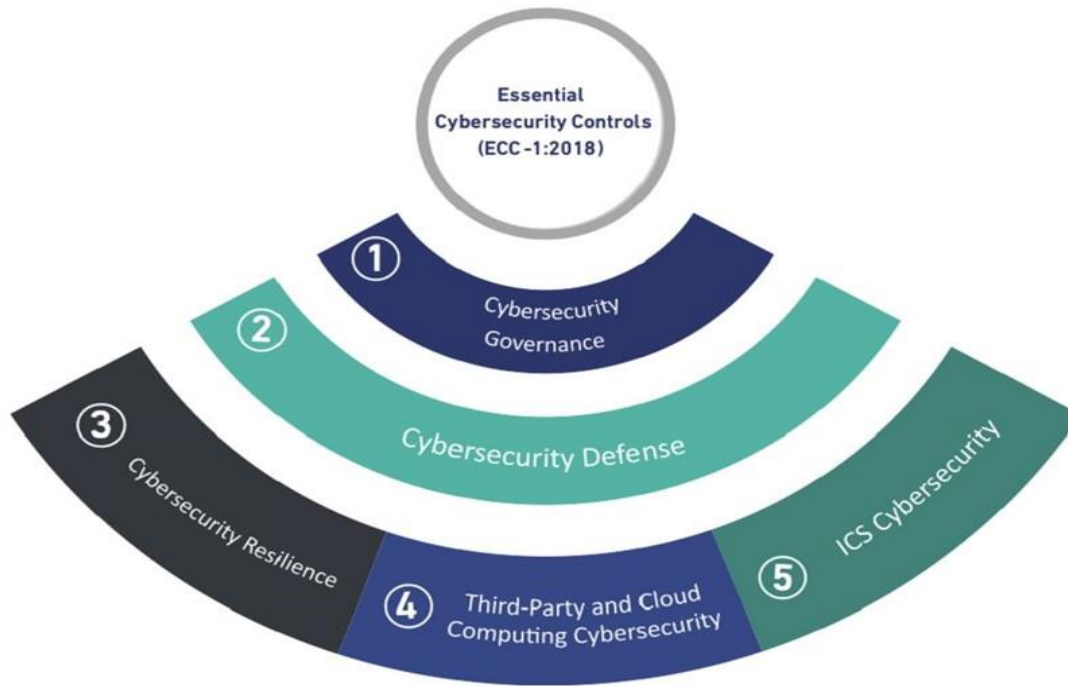 Essential
Cybersecurity Controls
(ECC-1:2018)
1
Cybersecurity
Governance
2
Cybersecurity Defense
3
Cybersecurity Resilience
4
Third-Party and Cloud
Computing Cybersecurity
5
ICS Cybersecurity